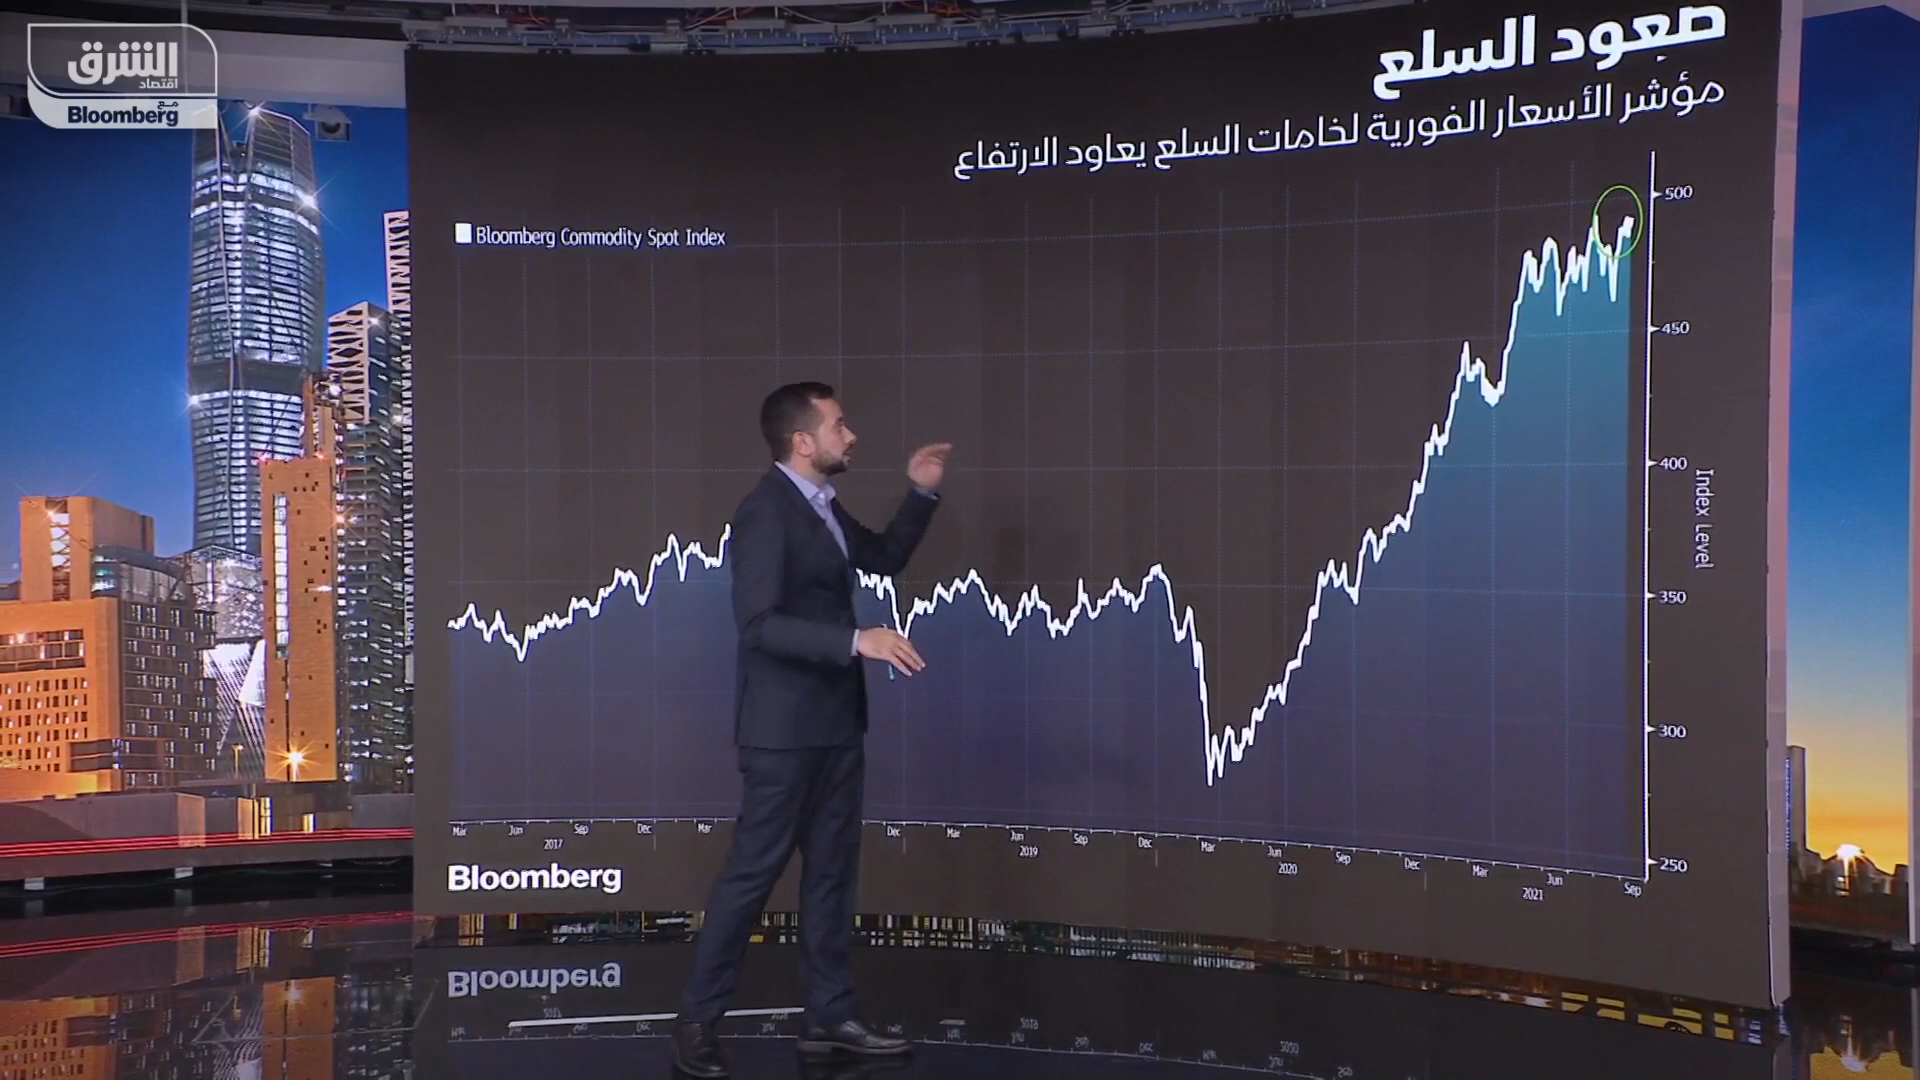 الشرق
اقتصاد
مع
Bloomberg
صعود السلع
مؤشر الأسعار الفورية لخامات السلع يعاود الارتفاع
Bloomberg Commodity Spot Index
500
450
400
350
300
250
Index Level
Mar Jun Sep Dec Mar Dec Mar Jun Sep Dec Mar Jun Sep Dec Mar Jun Sep
2017 2019 2020 2021
Bloomberg